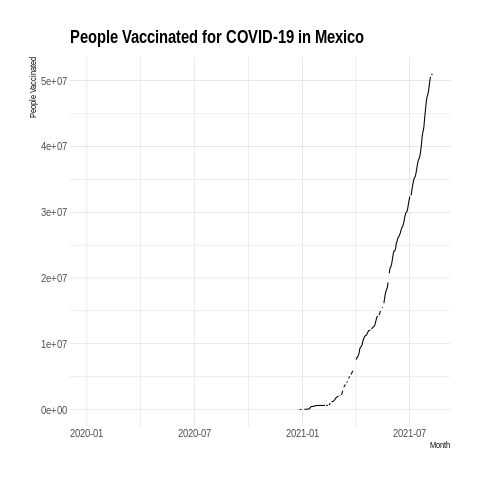 People Vaccinated for COVID-19 in Mexico
People Vaccinated
5e+07
4e+07
3e+07
2e+07
1e+07
0e+00
2020-01 2020-07 2021-01 2021-07
Month